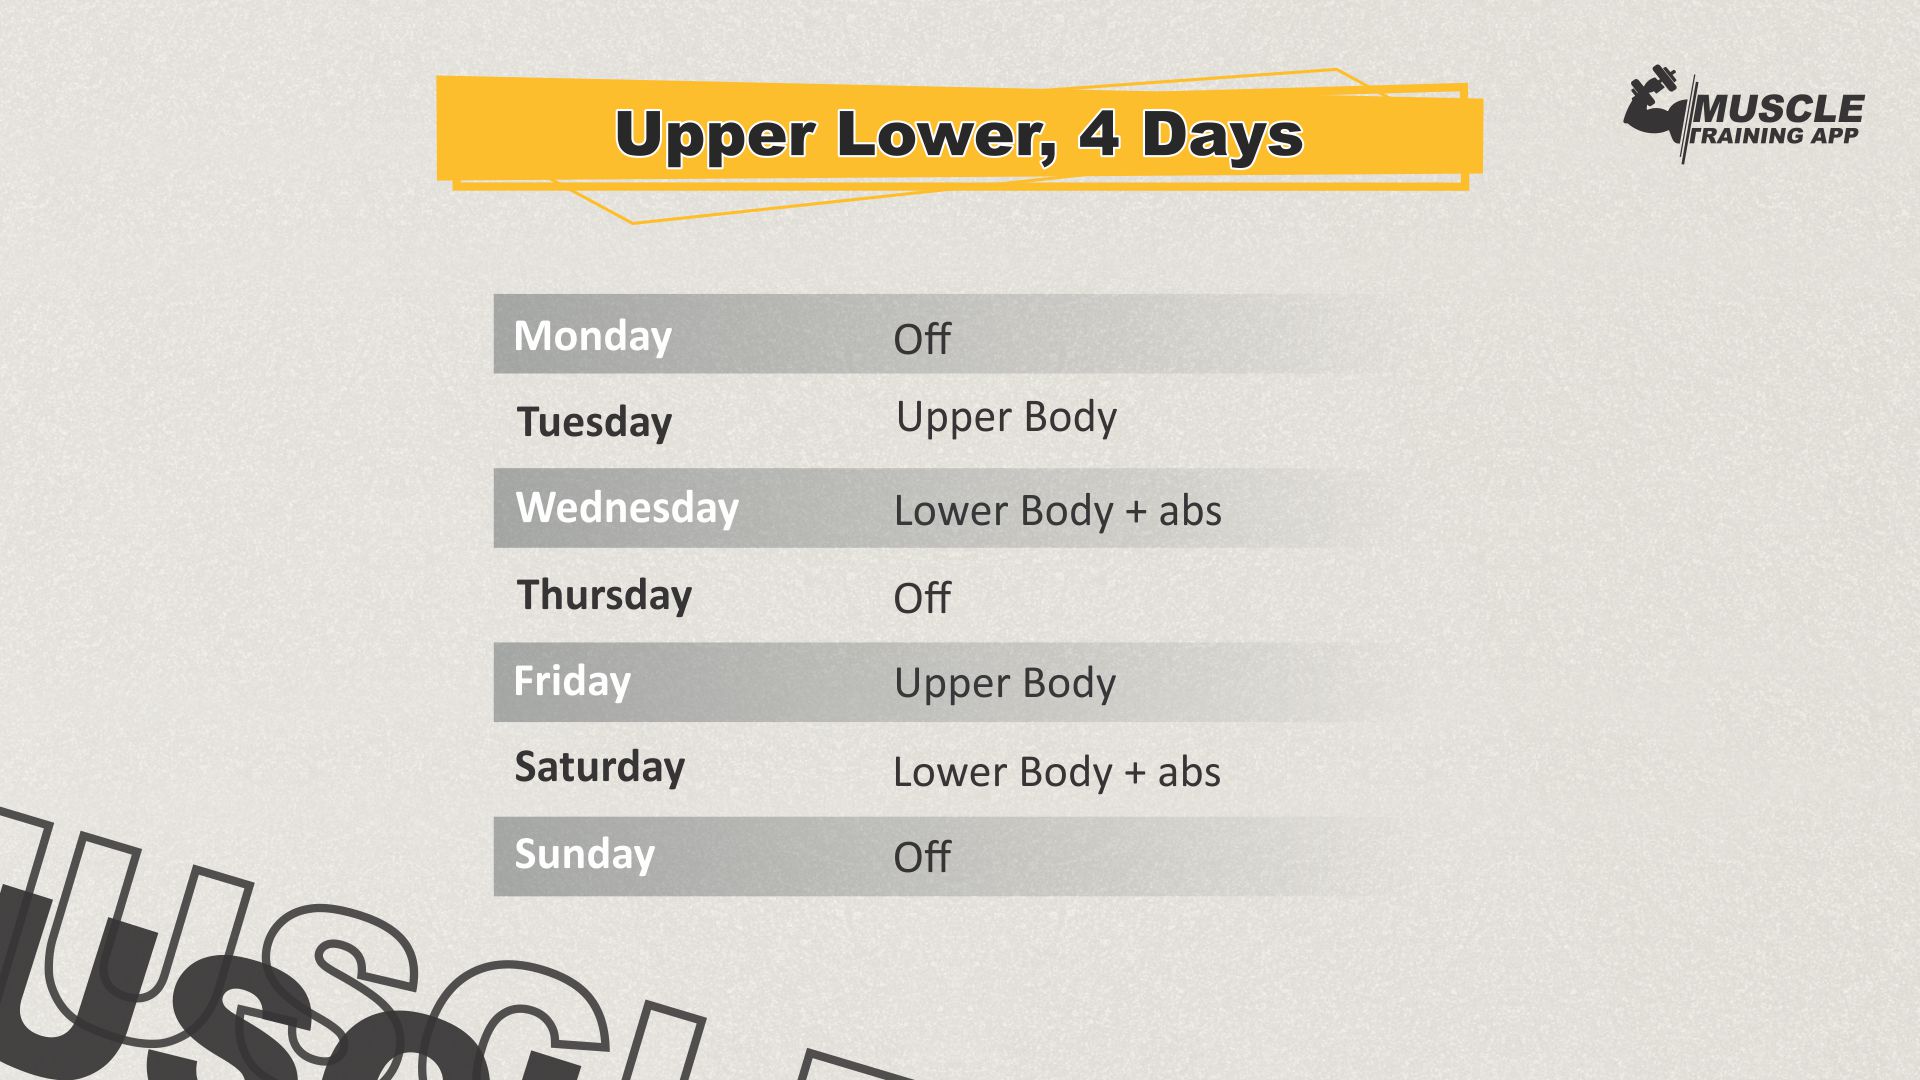 Upper Lower, 4 Days
MUSCLE
TRAINING APP
Monday Off
Tuesday Upper Body
Wednesday Lower Body + abs
Thursday Off
Friday Upper Body
Saturday Lower Body + abs
Sunday Off